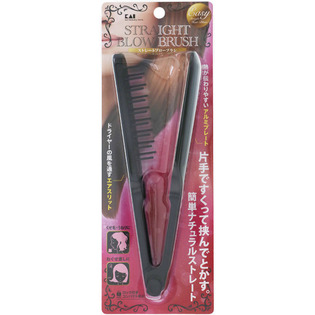 KAI
Easy
STRAIGHT
BLOW BRUSH
ストレートブローブラシ
熱が伝わりやすいアルミプレート
片手ですくって挟んでとかす。
簡単ナチュラルストレート
ドライヤーの風を通すエアスリット